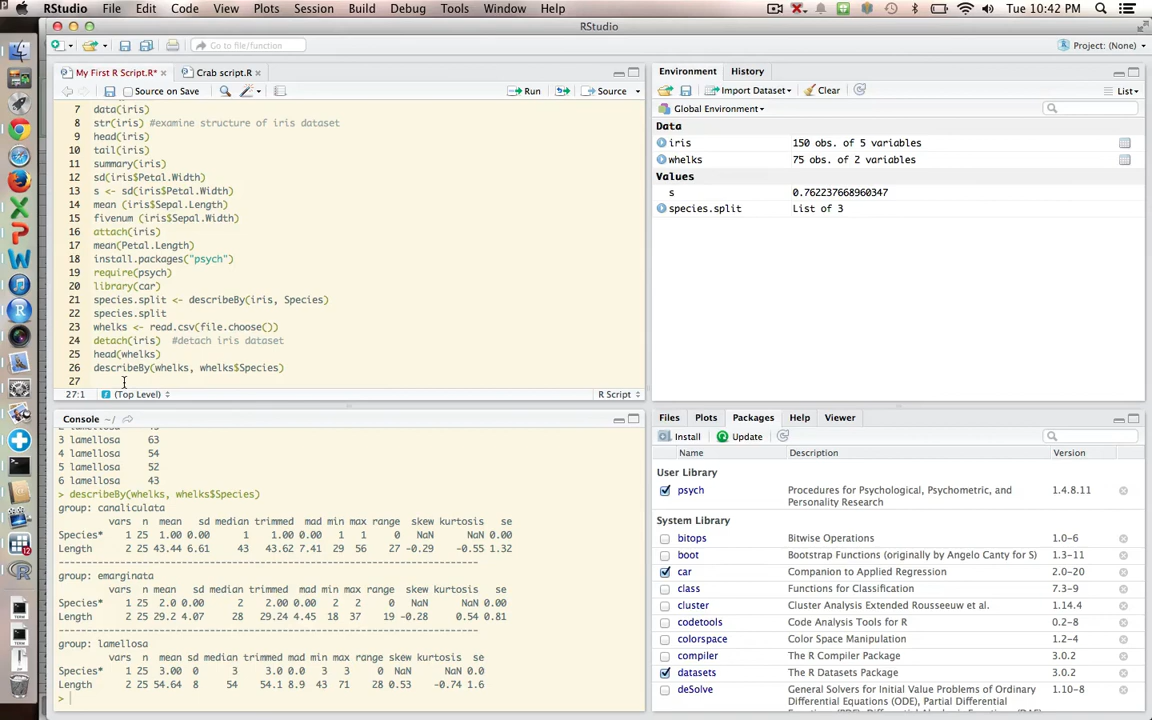 RStudio File Edit Code View Plots Session Build Debug Tools Window Help Tue 10:42 PM
RStudio
Go to file/function Project: (None)
My First R Script.R* Crab script.R
Source on Save Run Source
7 data(iris)
8 str(iris) #examine structure of iris dataset
9 head(iris)
10 tail(iris)
11 summary(iris)
12 sd(iris$Petal.Width)
13 s <- sd(iris$Petal.Width)
14 mean (iris$Sepal.Length)
15 fivenum (iris$Sepal.Width)
16 attach(iris)
17 mean(Petal.Length)
18 install.packages("psych")
19 require(psych)
20 library(car)
21 species.split <- describeBy(iris, Species)
22 species.split
23 whelks <- read.csv(file.choose())
24 detach(iris) #detach iris dataset
25 head(whelks)
26 describeBy(whelks, whelks$Species)
27
27:1 (Top Level) R Script
Console ~/
3 lamellosa 63
4 lamellosa 54
5 lamellosa 52
6 lamellosa 43
> describeBy(whelks, whelks$Species)
group: canaliculata
vars n mean sd median trimmed mad min max range skew kurtosis se
Species* 1 25 1.00 0.00 1 1.00 0.00 1 1 0 NaN NaN 0.00
Length 2 25 43.44 6.61 43 43.62 7.41 29 56 27 -0.29 -0.55 1.32
------------------------------------------------------------
group: emarginata
vars n mean sd median trimmed mad min max range skew kurtosis se
Species* 1 25 2.0 0.00 2 2.00 0.00 2 2 0 NaN NaN 0.00
Length 2 25 29.2 4.07 28 29.24 4.45 18 37 19 -0.28 0.54 0.81
------------------------------------------------------------
group: lamellosa
vars n mean sd median trimmed mad min max range skew kurtosis se
Species* 1 25 3.00 0 3 3.0 0.0 3 3 0 NaN NaN 0.0
Length 2 25 54.64 8 54 54.1 8.9 43 71 28 0.53 -0.74 1.6
>
Environment History
Import Dataset Clear List
Global Environment
Data
iris 150 obs. of 5 variables
whelks 75 obs. of 2 variables
Values
s 0.762237668960347
species.split List of 3
Files Plots Packages Help Viewer
Install Update
Name Description Version
User Library
psych Procedures for Psychological, Psychometric, and Personality Research 1.4.8.11
System Library
bitops Bitwise Operations 1.0-6
boot Bootstrap Functions (originally by Angelo Canty for S) 1.3-11
car Companion to Applied Regression 2.0-20
class Functions for Classification 7.3-9
cluster Cluster Analysis Extended Rousseeuw et al. 1.14.4
codetools Code Analysis Tools for R 0.2-8
colorspace Color Space Manipulation 1.2-4
compiler The R Compiler Package 3.0.2
datasets The R Datasets Package 3.0.2
deSolve General Solvers for Initial Value Problems of Ordinary 1.10-8
Differential Equations (ODE), Partial Differential